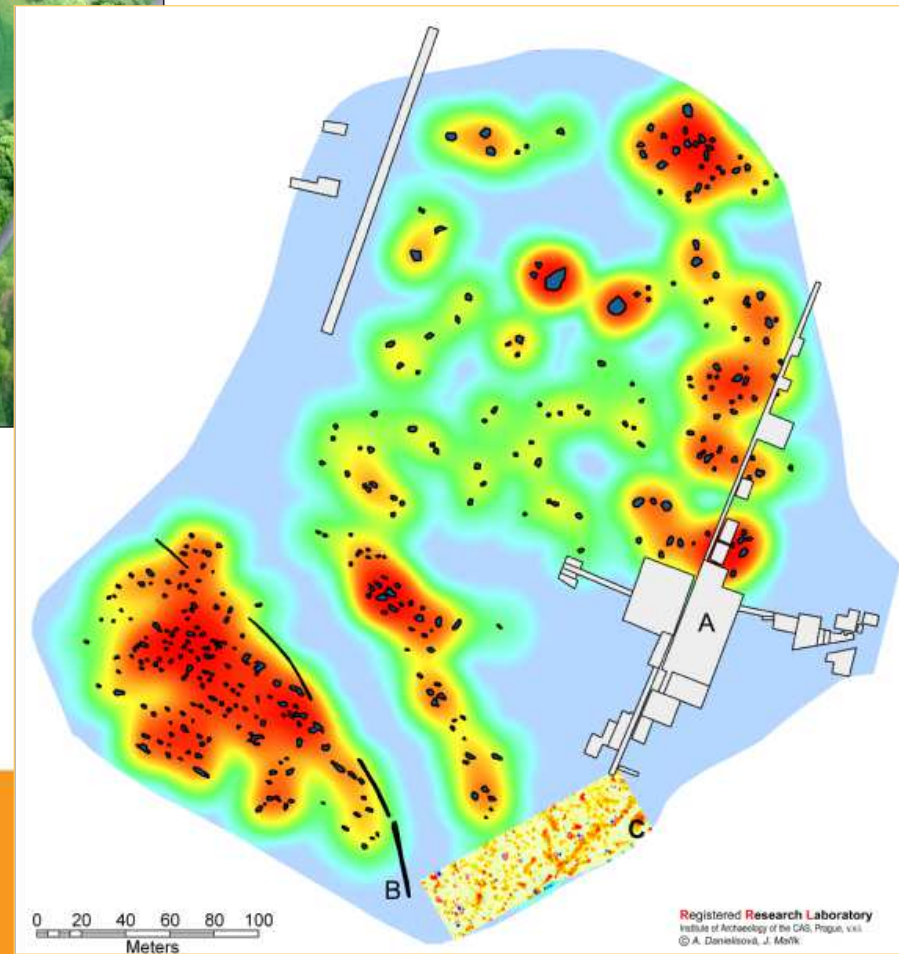 A
B
C
0 20 40 60 80 100
Meters
Registered Research Laboratory
Institute of Archaeology of the CAS, Prague, v.v.i.
© A. Danielisová, J. Mařík